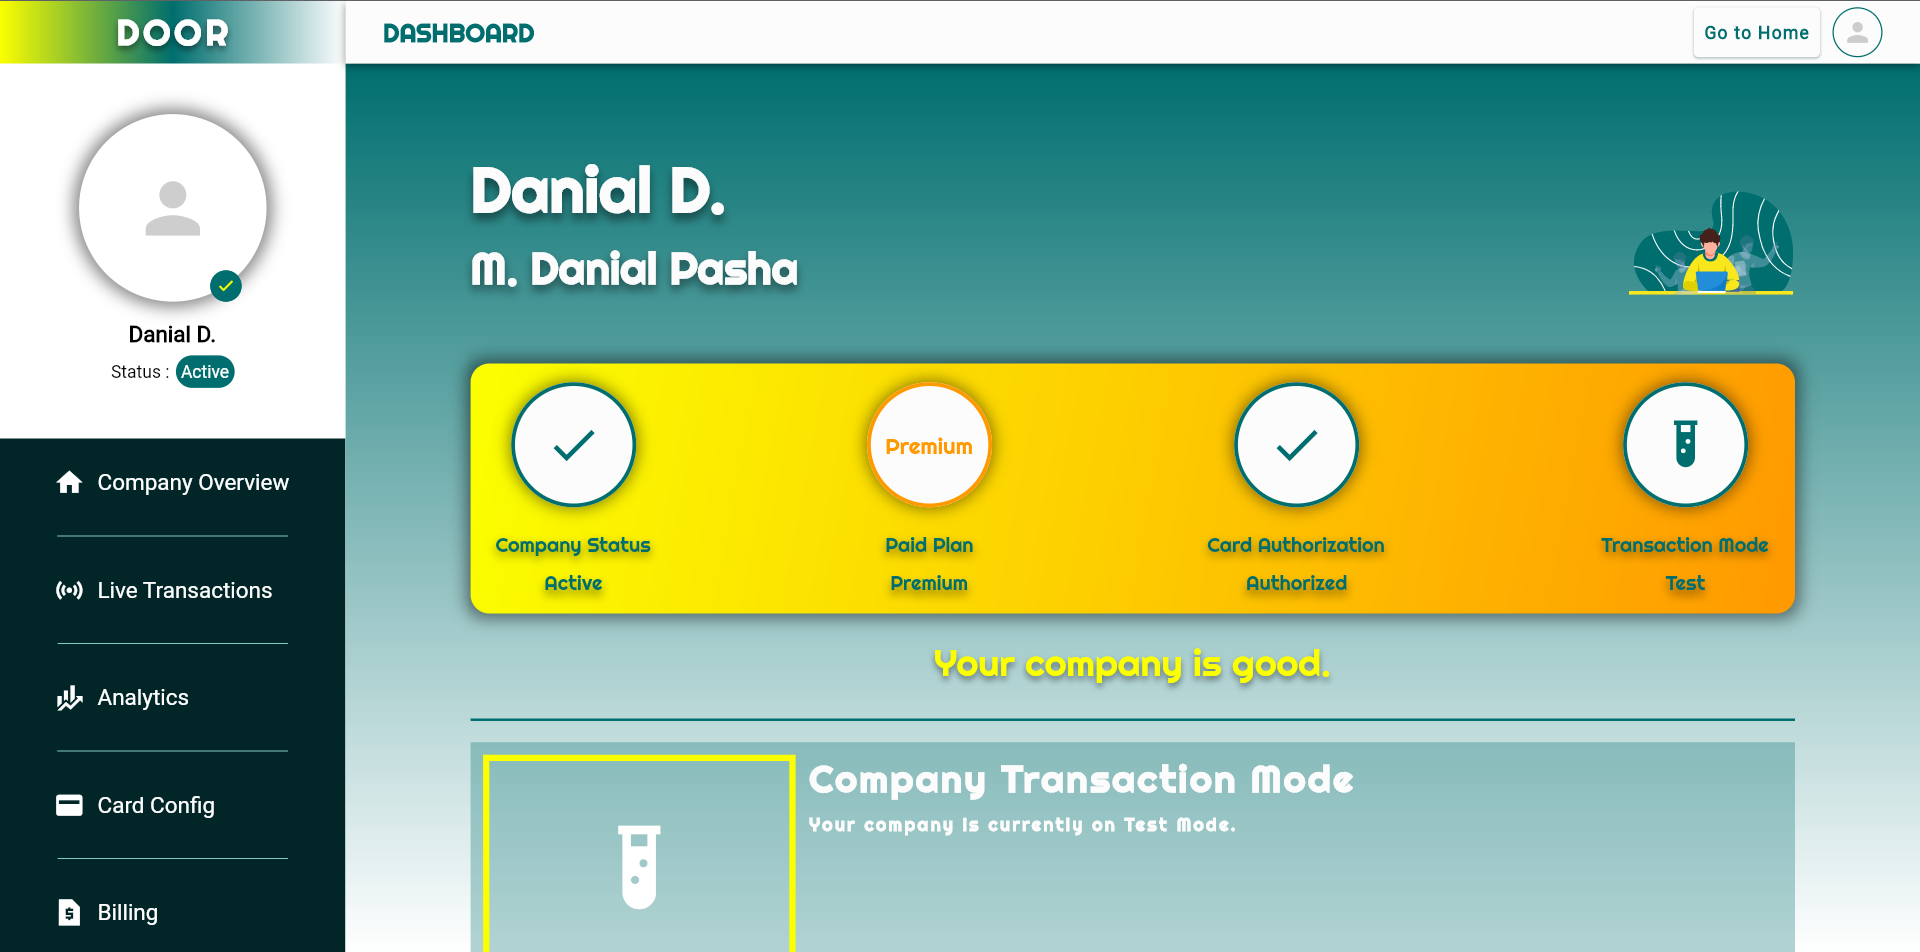 DOOR
DASHBOARD
Go to Home
Danial D.
Status : Active
Company Overview
Live Transactions
Analytics
Card Config
Billing
Danial D.
M. Danial Pasha
Premium
Company Status
Active
Paid Plan
Premium
Card Authorization
Authorized
Transaction Mode
Test
Your company is good.
Company Transaction Mode
Your company is currently on Test Mode.